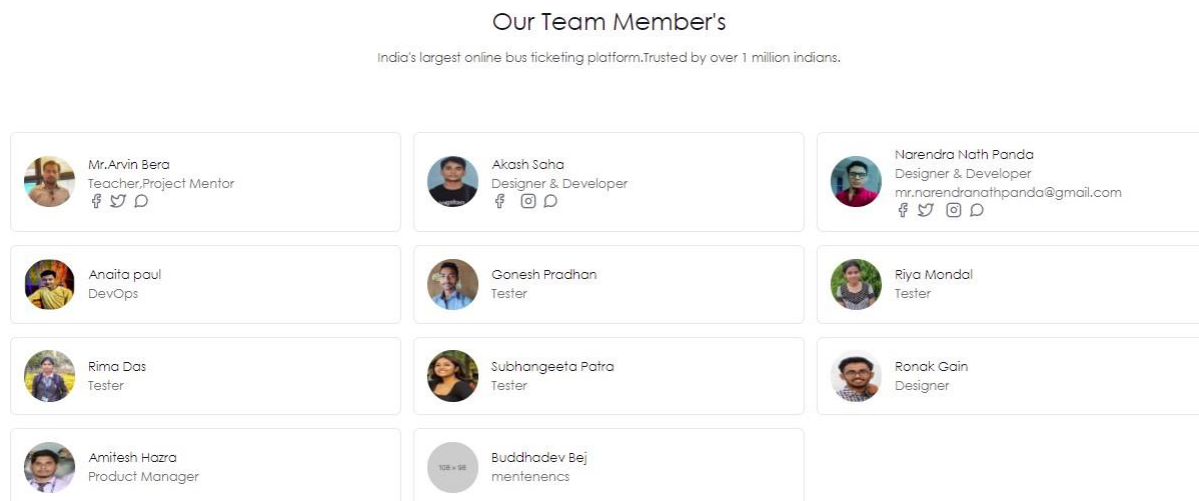 Our Team Member's
India's largest online bus ticketing platform.Trusted by over 1 million indians.
Mr.Arvin Bera
Teacher,Project Mentor
Akash Saha
Designer & Developer
Narendra Nath Panda
Designer & Developer
mr.narendranathpanda@gmail.com
Anaita paul
DevOps
Gonesh Pradhan
Tester
Riya Mondal
Tester
Rima Das
Tester
Subhangeeta Patra
Tester
Ronak Gain
Designer
Amitesh Hazra
Product Manager
108 × 98
Buddhadev Bej
mentenencs